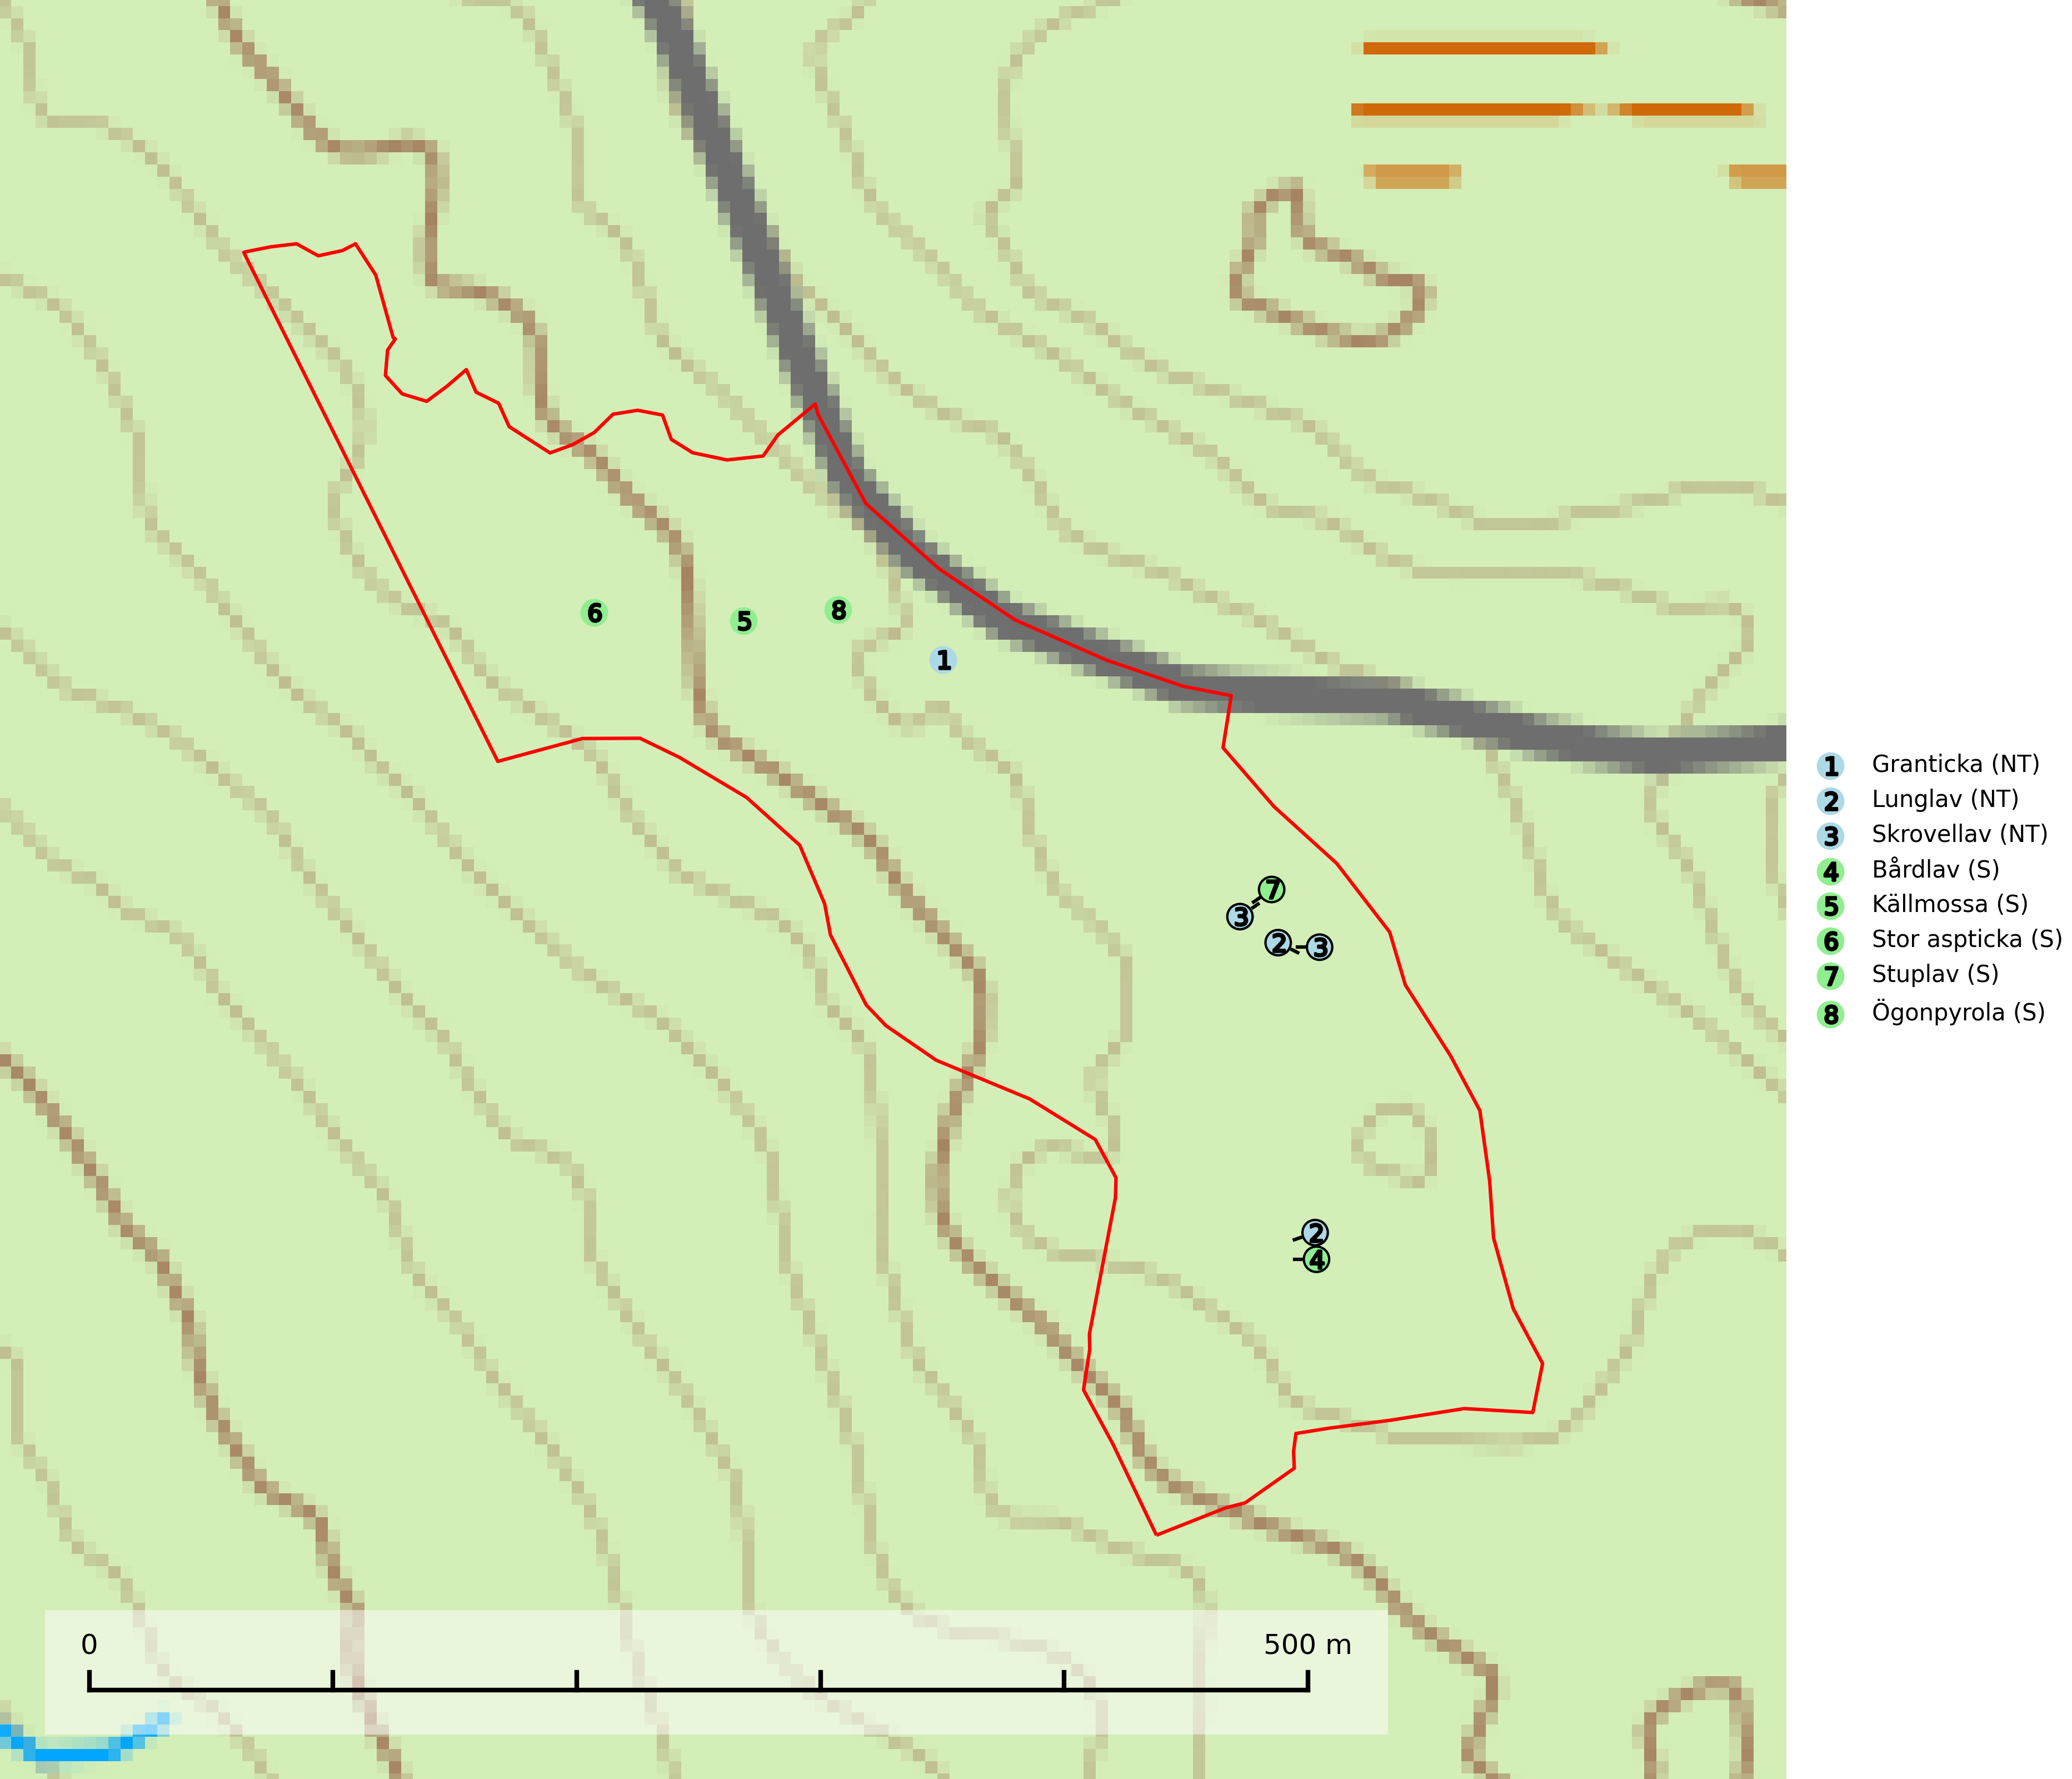 6
5
8
1
7
3
2
3
2
4
1 Granticka (NT)
2 Lunglav (NT)
3 Skrovellav (NT)
4 Bårdlav (S)
5 Källmossa (S)
6 Stor aspticka (S)
7 Stuplav (S)
8 Ögonpyrola (S)
0 500 m